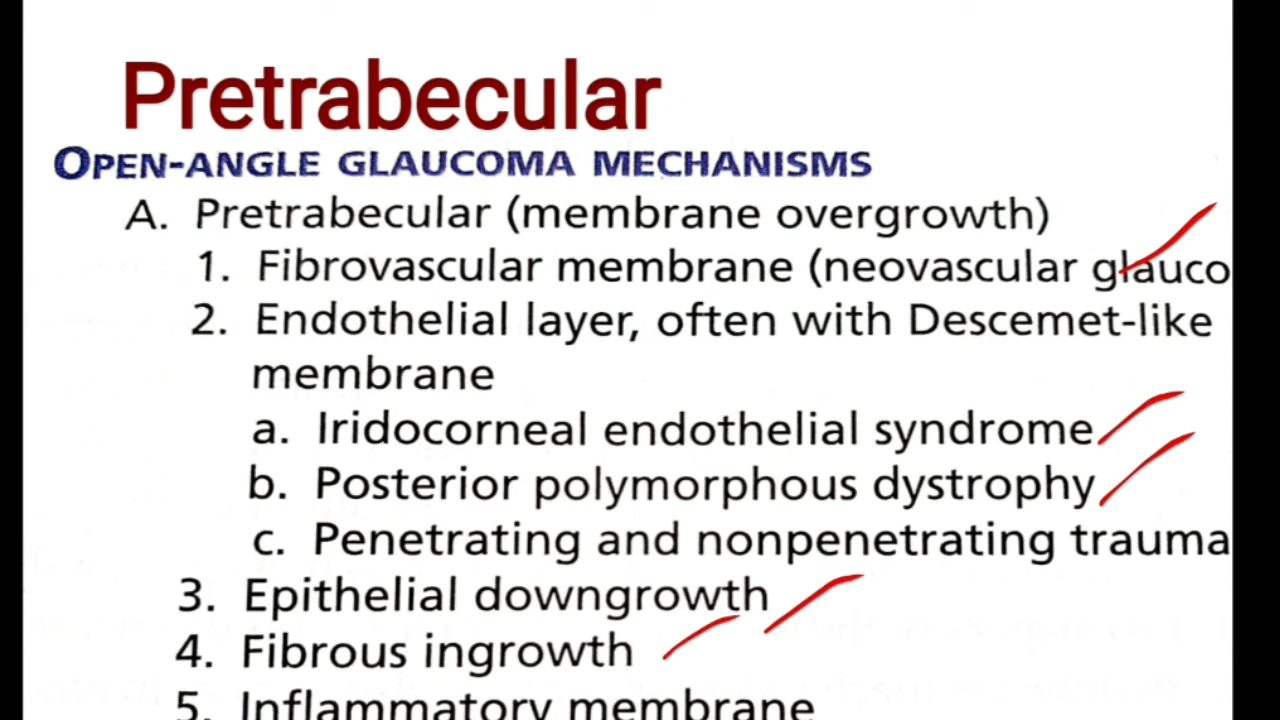 Pretrabecular
OPEN-ANGLE GLAUCOMA MECHANISMS
A. Pretrabecular (membrane overgrowth)
1. Fibrovascular membrane (neovascular glauco
2. Endothelial layer, often with Descemet-like
membrane
a. Iridocorneal endothelial syndrome
b. Posterior polymorphous dystrophy
c. Penetrating and nonpenetrating trauma
3. Epithelial downgrowth
4. Fibrous ingrowth
5. Inflammatory membrane